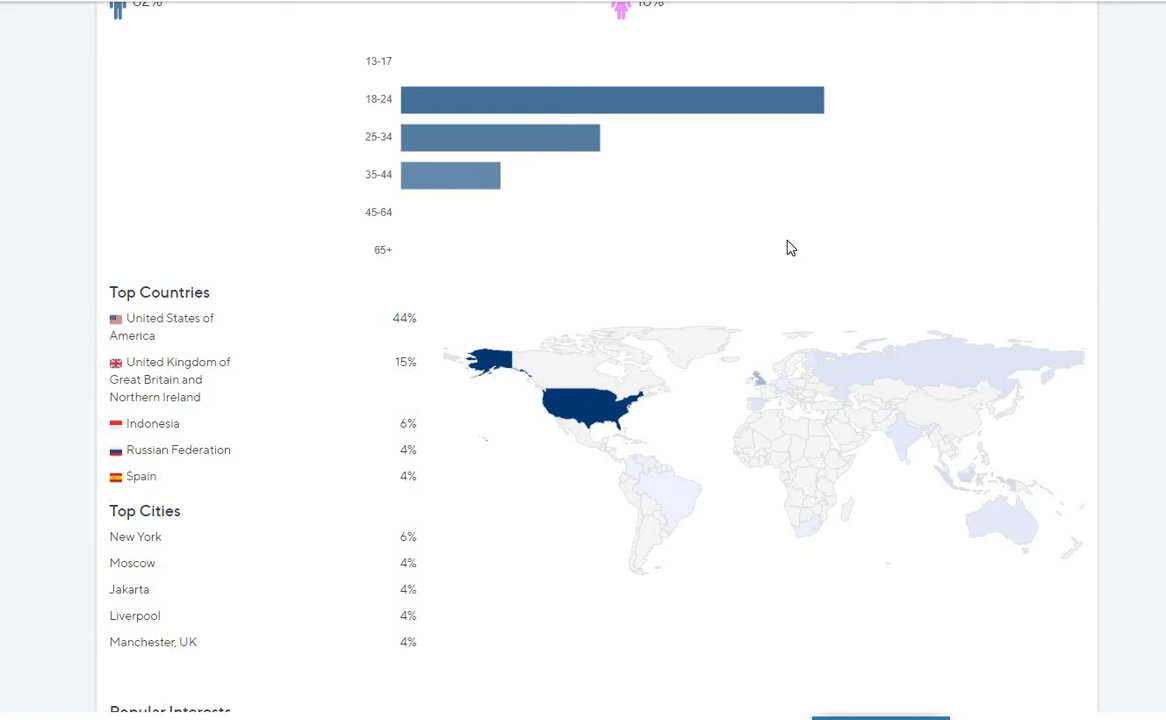 13-17
18-24
25-34
35-44
45-64
65+
Top Countries
United States of
America
44%
United Kingdom of
Great Britain and
Northern Ireland
15%
Indonesia 6%
Russian Federation 4%
Spain 4%
Top Cities
New York 6%
Moscow 4%
Jakarta 4%
Liverpool 4%
Manchester, UK 4%
Popular Interests